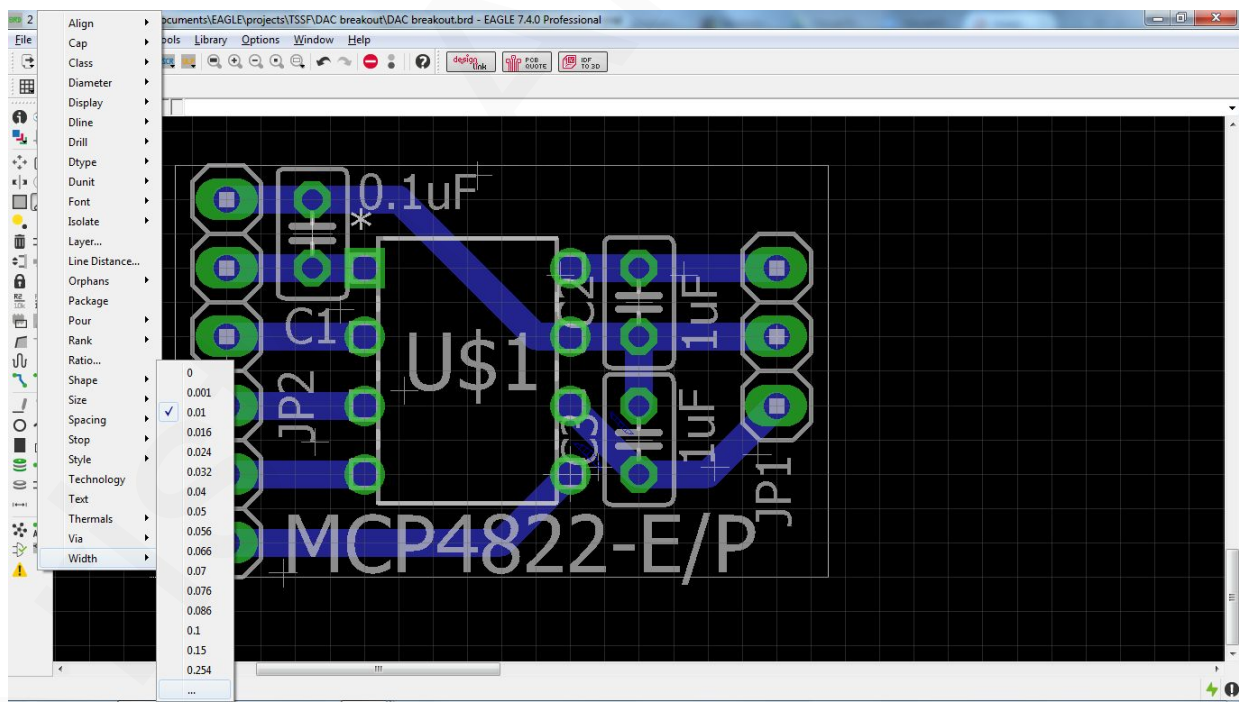 2
ocuments\EAGLE\projects\TSSF\DAC breakout\DAC breakout.brd - EAGLE 7.4.0 Professional
File
ols Library Options Window Help
design link
PCB QUOTE
IDF TO 3D
Align
Cap
Class
Diameter
Display
Dline
Drill
Dtype
Dunit
Font
Isolate
Layer...
Line Distance...
Orphans
Package
Pour
Rank
Ratio...
Shape
Size
Spacing
Stop
Style
Technology
Text
Thermals
Via
Width
0
0.001
0.01
0.016
0.024
0.032
0.04
0.05
0.056
0.066
0.07
0.076
0.086
0.1
0.15
0.254
...
0.1uF
*
C1
C2
1uF
U$1
JP2
C3
1uF
JP1
MCP4822-E/P